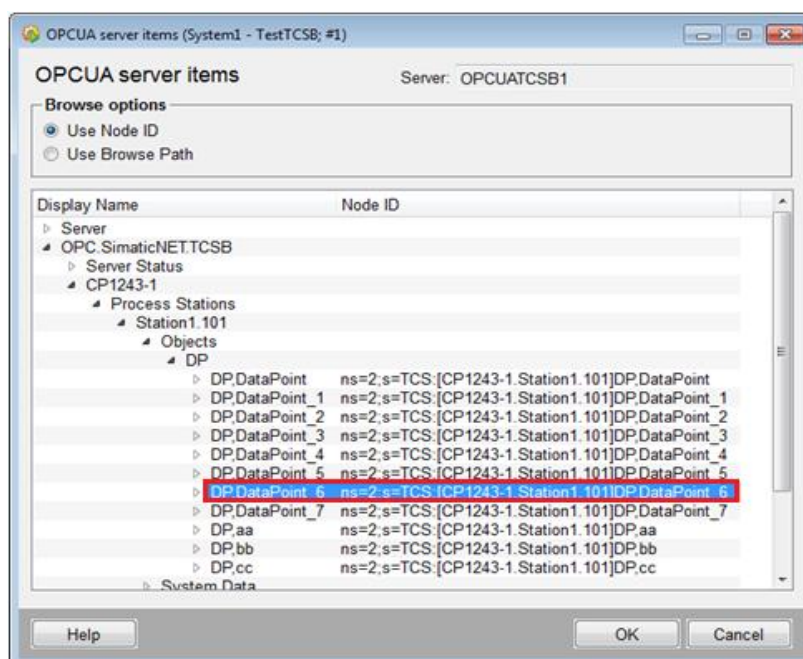 OPCUA server items (System1 - TestTCSB; #1)
OPCUA server items Server: OPCUATCSB1
Browse options
Use Node ID
Use Browse Path
Display Name Node ID
Server
OPC.SimaticNET.TCSB
Server Status
CP1243-1
Process Stations
Station1.101
Objects
DP
DP,DataPoint ns=2;s=TCS:[CP1243-1.Station1.101]DP,DataPoint
DP,DataPoint_1 ns=2;s=TCS:[CP1243-1.Station1.101]DP,DataPoint_1
DP,DataPoint_2 ns=2;s=TCS:[CP1243-1.Station1.101]DP,DataPoint_2
DP,DataPoint_3 ns=2;s=TCS:[CP1243-1.Station1.101]DP,DataPoint_3
DP,DataPoint_4 ns=2;s=TCS:[CP1243-1.Station1.101]DP,DataPoint_4
DP,DataPoint_5 ns=2;s=TCS:[CP1243-1.Station1.101]DP,DataPoint_5
DP,DataPoint_6 ns=2;s=TCS:[CP1243-1.Station1.101]DP,DataPoint_6
DP,DataPoint_7 ns=2;s=TCS:[CP1243-1.Station1.101]DP,DataPoint_7
DP,aa ns=2;s=TCS:[CP1243-1.Station1.101]DP,aa
DP,bb ns=2;s=TCS:[CP1243-1.Station1.101]DP,bb
DP,cc ns=2;s=TCS:[CP1243-1.Station1.101]DP,cc
System Data
Help OK Cancel